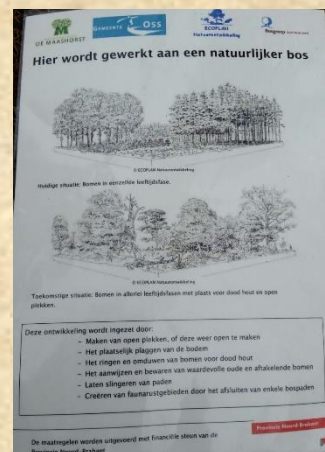 DE MAASHORST
GEMEENTE Oss
ECOPLAN
Natuurontwikkeling
Bosgroep
Hier wordt gewerkt aan een natuurlijker bos
© ECOPLAN Natuurontwikkeling
Huidige situatie: Bomen in eenzelfde leeftijdsfase.
© ECOPLAN Natuurontwikkeling
Toekomstige situatie: Bomen in allerlei leeftijdsfasen met plaats voor dood hout en open
plekken.
Deze ontwikkeling wordt ingezet door:
- Maken van open plekken, of deze weer open te maken
- Het plaatselijk plaggen van de bodem
- Het ringen en omduwen van bomen voor dood hout
- Het aanwijzen en bewaren van waardevolle oude en aftakelende bomen
- Laten slingeren van paden
- Creëren van faunarustgebieden door het afsluiten van enkele bospaden
Provincie Noord-Brabant
De maatregelen worden uitgevoerd met financiële steun van de
Provincie Noord-Brabant